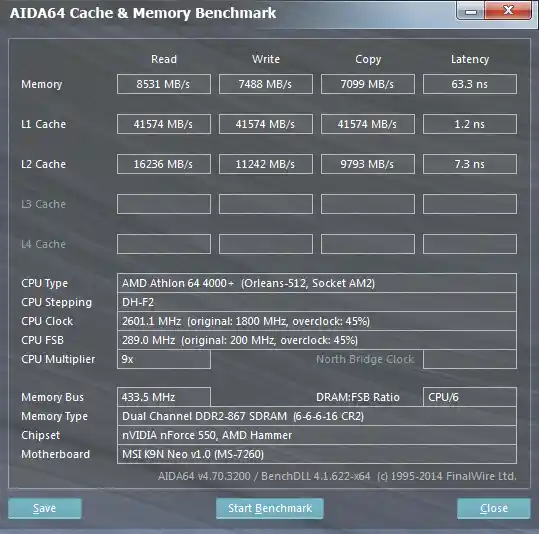 AIDA64 Cache & Memory Benchmark
Read Write Copy Latency
Memory 8531 MB/s 7488 MB/s 7099 MB/s 63.3 ns
L1 Cache 41574 MB/s 41574 MB/s 41574 MB/s 1.2 ns
L2 Cache 16236 MB/s 11242 MB/s 9793 MB/s 7.3 ns
L3 Cache
L4 Cache
CPU Type AMD Athlon 64 4000+ (Orleans-512, Socket AM2)
CPU Stepping DH-F2
CPU Clock 2601.1 MHz (original: 1800 MHz, overclock: 45%)
CPU FSB 289.0 MHz (original: 200 MHz, overclock: 45%)
CPU Multiplier 9x North Bridge Clock
Memory Bus 433.5 MHz DRAM:FSB Ratio CPU/6
Memory Type Dual Channel DDR2-867 SDRAM (6-6-6-16 CR2)
Chipset nVIDIA nForce 550, AMD Hammer
Motherboard MSI K9N Neo v1.0 (MS-7260)
AIDA64 v4.70.3200 / BenchDLL 4.1.622-x64 (c) 1995-2014 FinalWire Ltd.
Save Start Benchmark Close